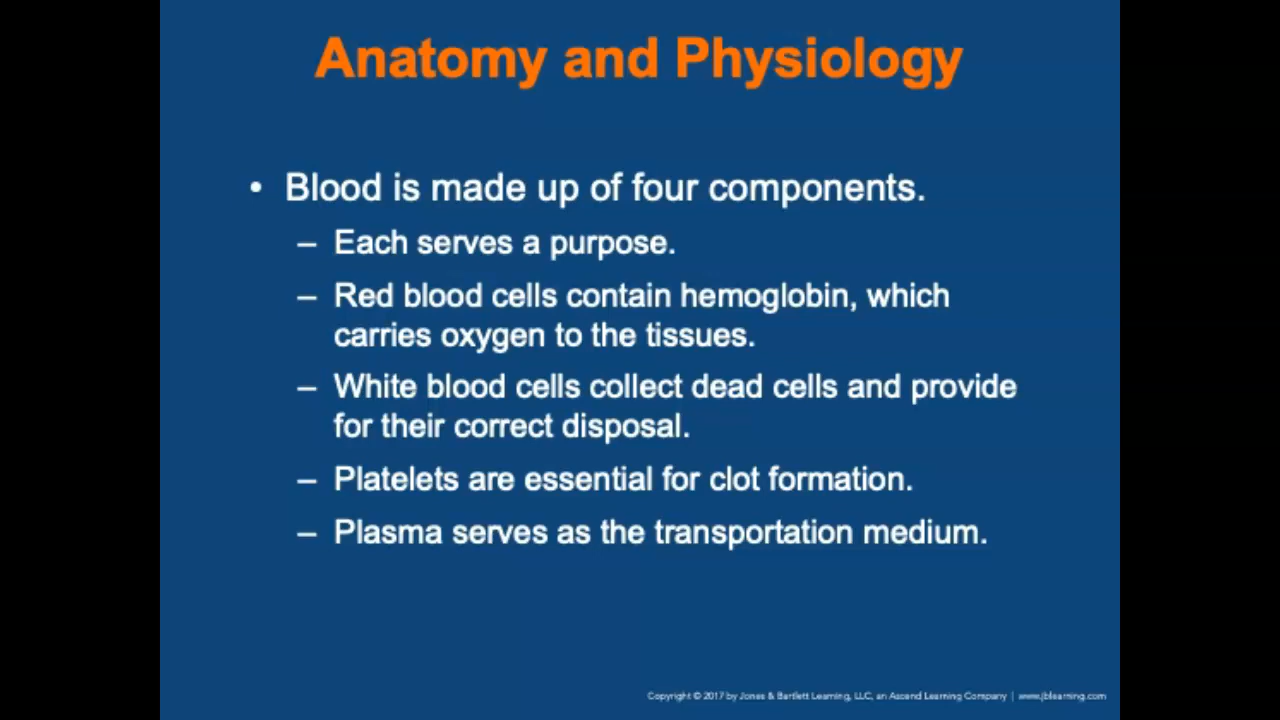 Anatomy and Physiology
• Blood is made up of four components.
– Each serves a purpose.
– Red blood cells contain hemoglobin, which
carries oxygen to the tissues.
– White blood cells collect dead cells and provide
for their correct disposal.
– Platelets are essential for clot formation.
– Plasma serves as the transportation medium.
Copyright © 2017 by Jones & Bartlett Learning, LLC, an Ascend Learning Company | www.jblearning.com